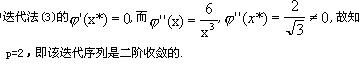 迭代法(3)的φ'(x*) = 0, 而 φ''(x) = 6/x³, φ''(x*) = 2/√3 ≠ 0, 故知
p=2，即该迭代序列是二阶收敛的.